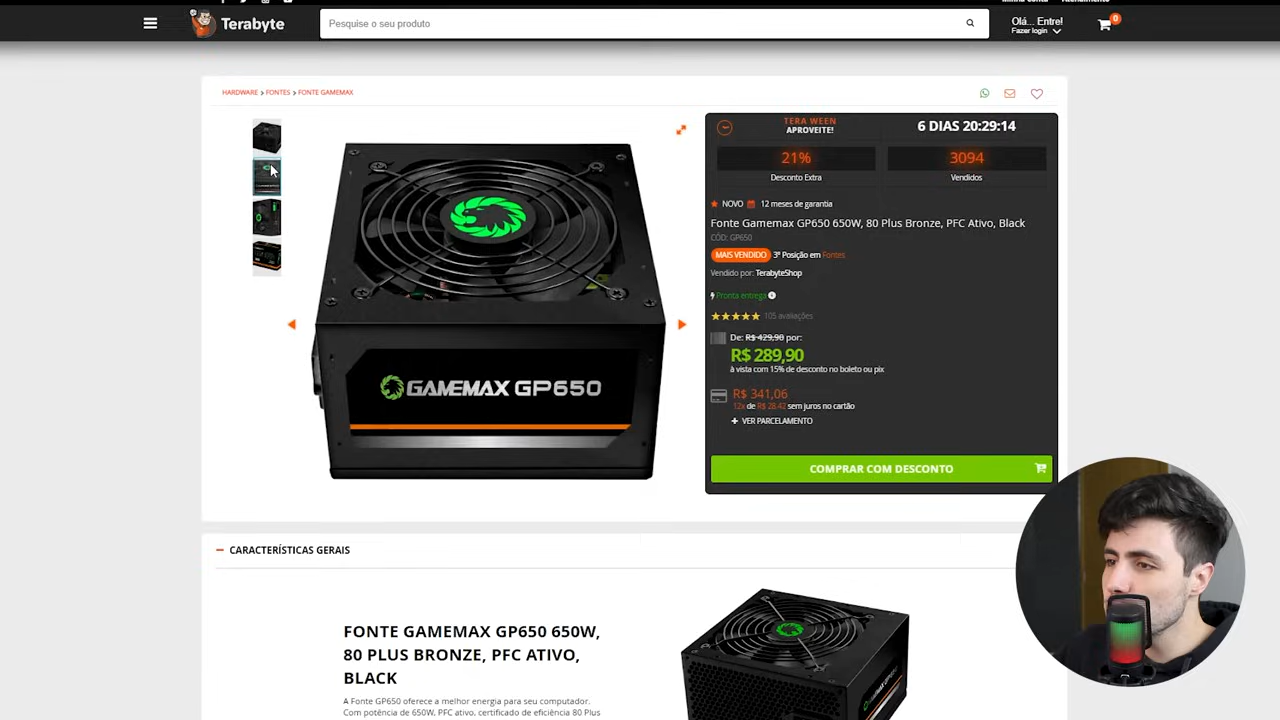 Terabyte
Pesquise o seu produto
Olá... Entre!
Fazer login
0
HARDWARE > FONTES > FONTE GAMEMAX
TERA WEEN
APROVEITE!
6 DIAS 20:29:14
21%
Desconto Extra
3094
Vendidos
NOVO 12 meses de garantia
Fonte Gamemax GP650 650W, 80 Plus Bronze, PFC Ativo, Black
CÓD: GP650
MAIS VENDIDO 3ª Posição em Fontes
Vendido por: TerabyteShop
Pronta entrega
105 avaliações
De: R$ 429,90 por:
R$ 289,90
à vista com 15% de desconto no boleto ou pix
R$ 341,06
12x de R$ 28,42 sem juros no cartão
+ VER PARCELAMENTO
COMPRAR COM DESCONTO
GAMEMAX GP650
CARACTERÍSTICAS GERAIS
FONTE GAMEMAX GP650 650W,
80 PLUS BRONZE, PFC ATIVO,
BLACK
A Fonte GP650 oferece a melhor energia para seu computador.
Com potência de 650W, PFC ativo, certificado de eficiência 80 Plus